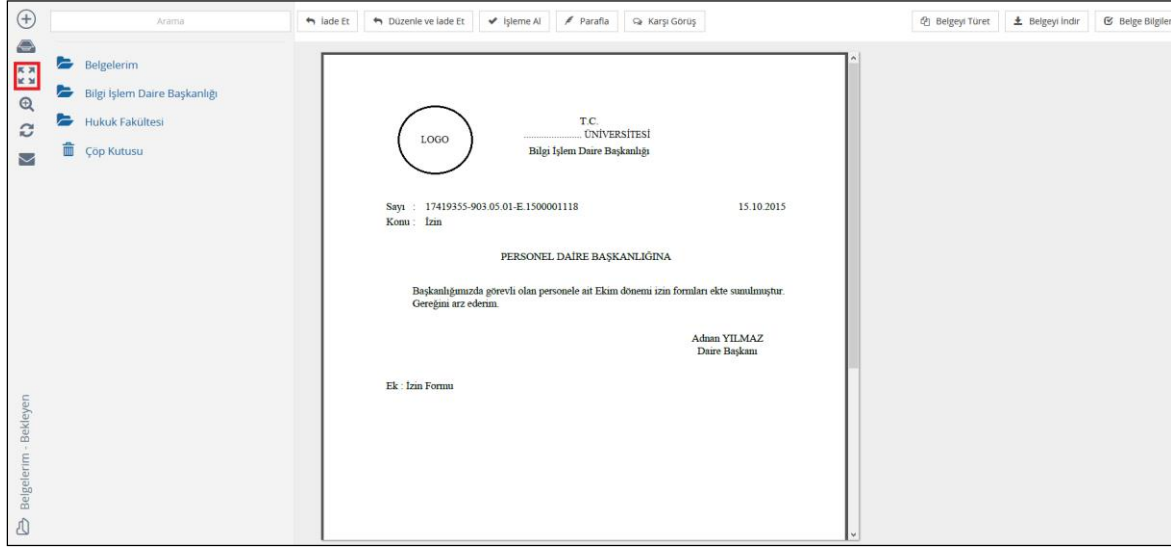 Arama
İade Et
Düzenle ve İade Et
İşleme Al
Parafla
Karşı Görüş
Belgeyi Türet
Belgeyi İndir
Belge Bilgiler
Belgelerim
Bilgi İşlem Daire Başkanlığı
Hukuk Fakültesi
Çöp Kutusu
Belgelerim - Bekleyen
LOGO
T.C.
...................... ÜNİVERSİTESİ
Bilgi İşlem Daire Başkanlığı
Sayı : 17419355-903.05.01-E.1500001118 15.10.2015
Konu : İzin
PERSONEL DAİRE BAŞKANLIĞINA
Başkanlığımızda görevli olan personele ait Ekim dönemi izin formları ekte sunulmuştur.
Gereğini arz ederim.
Adnan YILMAZ
Daire Başkanı
Ek : İzin Formu